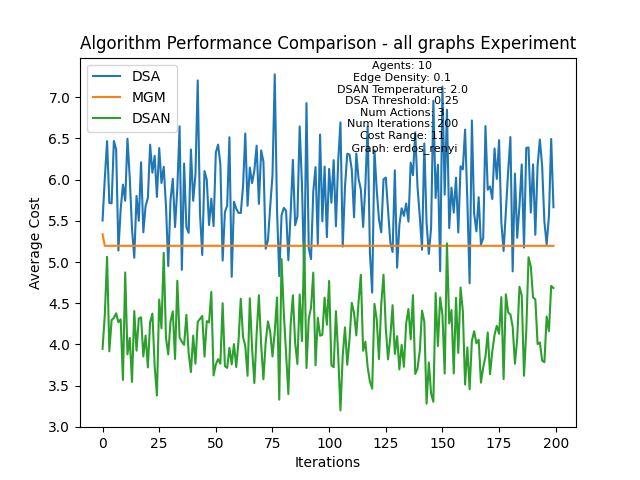 Algorithm Performance Comparison - all graphs Experiment
Agents: 10
Edge Density: 0.1
DSAN Temperature: 2.0
DSA Threshold: 0.25
Num Actions: 3
Num Iterations: 200
Cost Range: 11
Graph: erdos_renyi
DSA
MGM
DSAN
7.0
6.5
6.0
5.5
5.0
4.5
4.0
3.5
3.0
Average Cost
0 25 50 75 100 125 150 175 200
Iterations